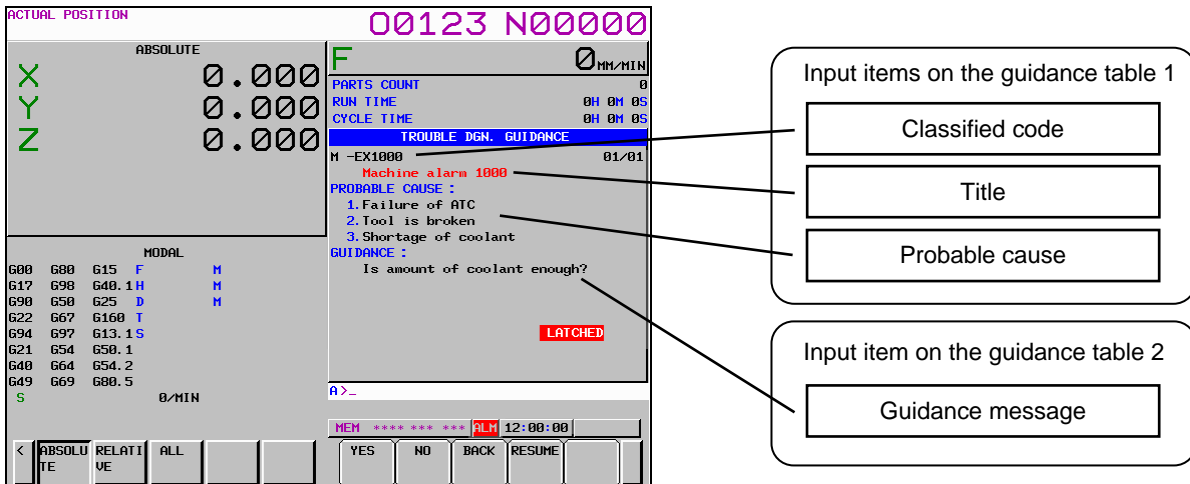 ACTUAL POSITION
O0123 N00000
ABSOLUTE
X 0.000
Y 0.000
Z 0.000
F 0 MM/MIN
PARTS COUNT 0
RUN TIME 0H 0M 0S
CYCLE TIME 0H 0M 0S
TROUBLE DGN. GUIDANCE
M -EX1000 01/01
Machine alarm 1000
PROBABLE CAUSE :
1.Failure of ATC
2.Tool is broken
3.Shortage of coolant
GUIDANCE :
Is amount of coolant enough?
LATCHED
MODAL
G00 G80 G15 F M
G17 G98 G40.1 H M
G90 G50 G25 D M
G22 G67 G160 T
G94 G97 G13.1 S
G21 G54 G50.1
G40 G64 G54.2
G49 G69 G80.5
S 0/MIN
A>_
MEM **** *** *** ALM 12:00:00
< ABSOLU
TE
RELATI
VE
ALL
YES NO BACK RESUME
Input items on the guidance table 1
Classified code
Title
Probable cause
Input item on the guidance table 2
Guidance message